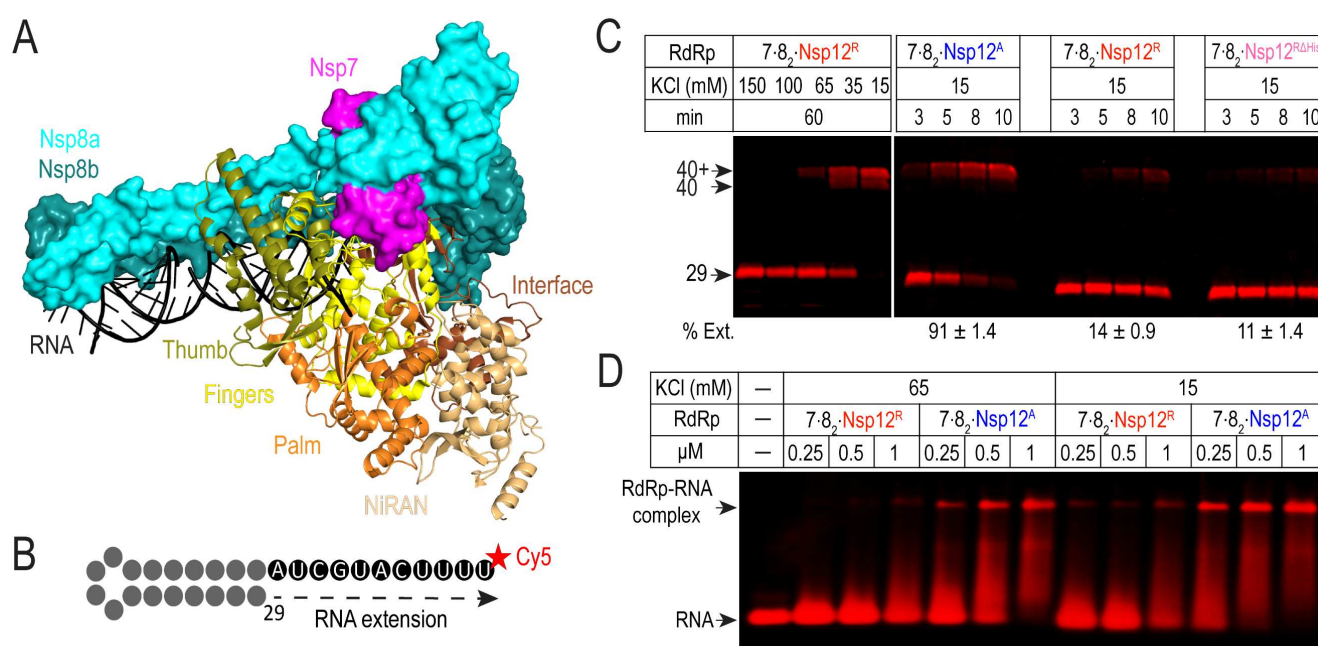 A
Nsp7
Nsp8a
Nsp8b
Interface
RNA
Thumb
Fingers
Palm
NiRAN
B
AUCGUACUUUU
Cy5
29
RNA extension
C
RdRp 7·8₂·Nsp12ᴿ 7·8₂·Nsp12ᴬ 7·8₂·Nsp12ᴿ 7·8₂·Nsp12ᴿΔᴴⁱˢ
KCl (mM) 150 100 65 35 15 15 15 15
min 60 3 5 8 10 3 5 8 10 3 5 8 10
40+
40
29
% Ext. 91 ± 1.4 14 ± 0.9 11 ± 1.4
D
KCl (mM) — 65 15
RdRp — 7·8₂·Nsp12ᴿ 7·8₂·Nsp12ᴬ 7·8₂·Nsp12ᴿ 7·8₂·Nsp12ᴬ
µM — 0.25 0.5 1 0.25 0.5 1 0.25 0.5 1 0.25 0.5 1
RdRp-RNA
complex
RNA